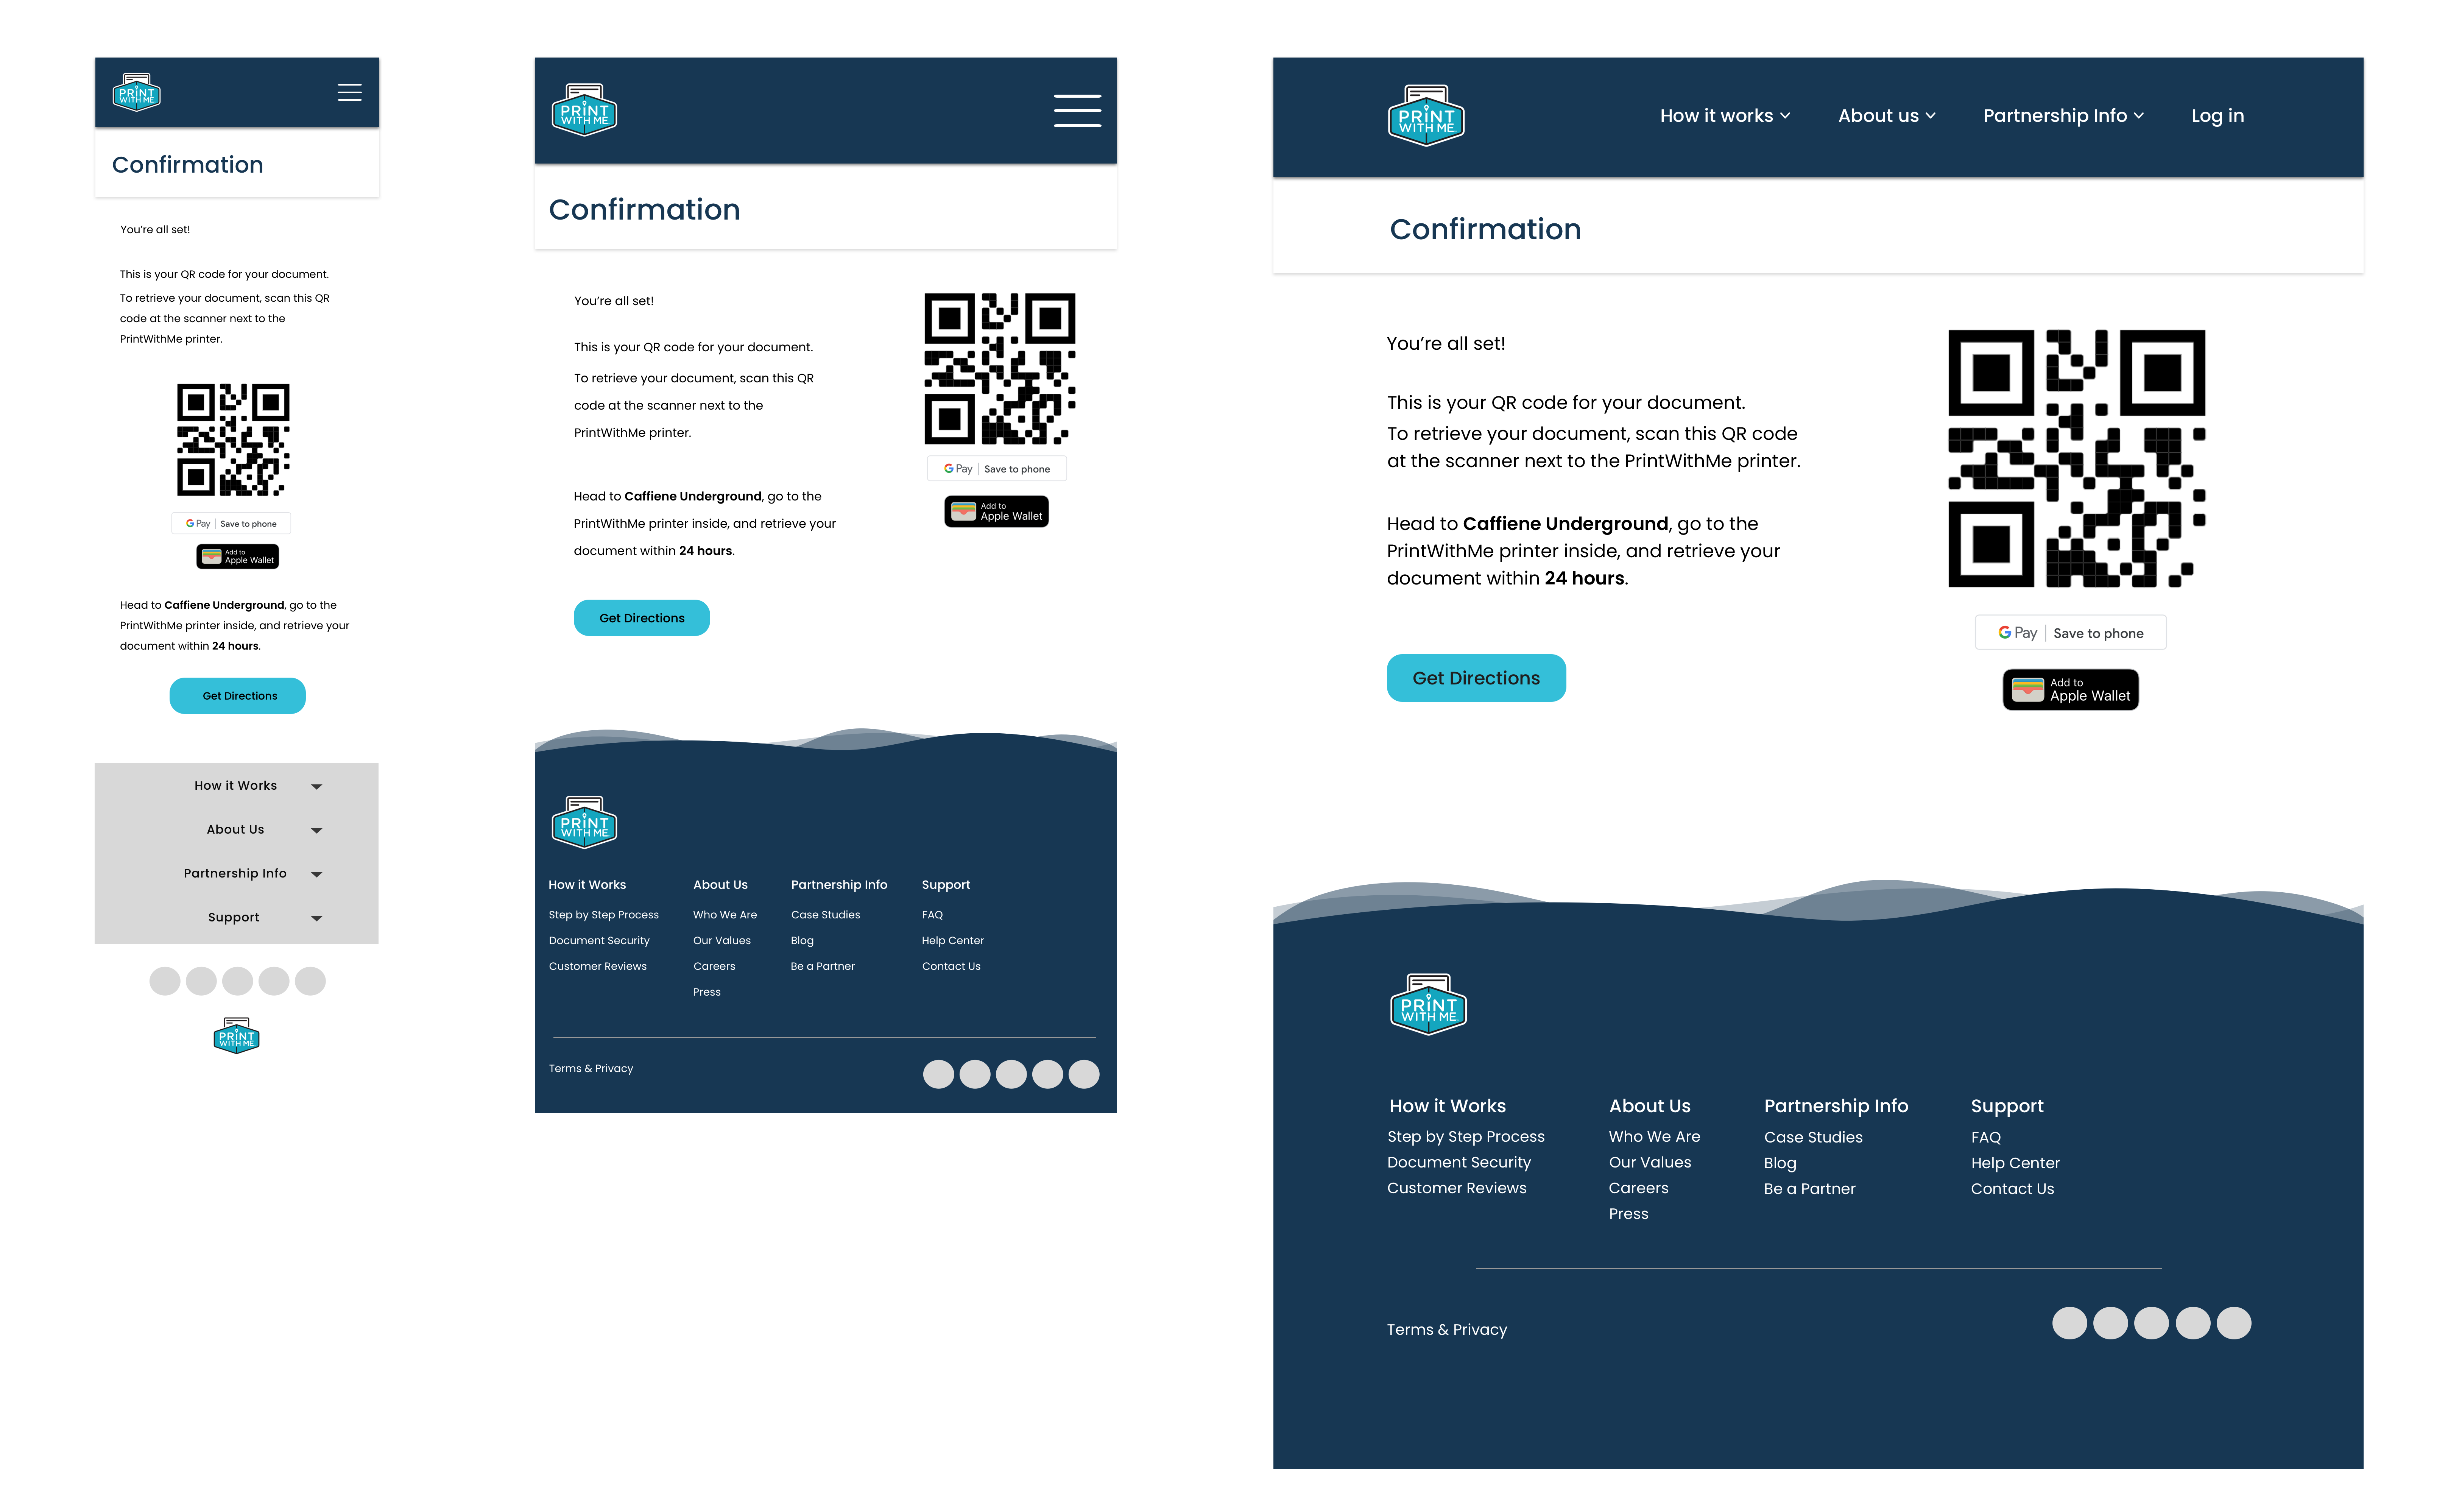 PRINT
WITH ME
Confirmation
You're all set!
This is your QR code for your document.
To retrieve your document, scan this QR
code at the scanner next to the
PrintWithMe printer.
G Pay | Save to phone
Add to
Apple Wallet
Head to Caffiene Underground, go to the
PrintWithMe printer inside, and retrieve your
document within 24 hours.
Get Directions
How it Works
About Us
Partnership Info
Support
PRINT
WITH ME
PRINT
WITH ME
Confirmation
You're all set!
This is your QR code for your document.
To retrieve your document, scan this QR
code at the scanner next to the
PrintWithMe printer.
Head to Caffiene Underground, go to the
PrintWithMe printer inside, and retrieve your
document within 24 hours.
Get Directions
G Pay | Save to phone
Add to
Apple Wallet
PRINT
WITH ME
How it Works
Step by Step Process
Document Security
Customer Reviews
About Us
Who We Are
Our Values
Careers
Press
Partnership Info
Case Studies
Blog
Be a Partner
Support
FAQ
Help Center
Contact Us
Terms & Privacy
PRINT
WITH ME
How it works
About us
Partnership Info
Log in
Confirmation
You're all set!
This is your QR code for your document.
To retrieve your document, scan this QR code
at the scanner next to the PrintWithMe printer.
Head to Caffiene Underground, go to the
PrintWithMe printer inside, and retrieve your
document within 24 hours.
Get Directions
G Pay | Save to phone
Add to
Apple Wallet
PRINT
WITH ME
How it Works
Step by Step Process
Document Security
Customer Reviews
About Us
Who We Are
Our Values
Careers
Press
Partnership Info
Case Studies
Blog
Be a Partner
Support
FAQ
Help Center
Contact Us
Terms & Privacy